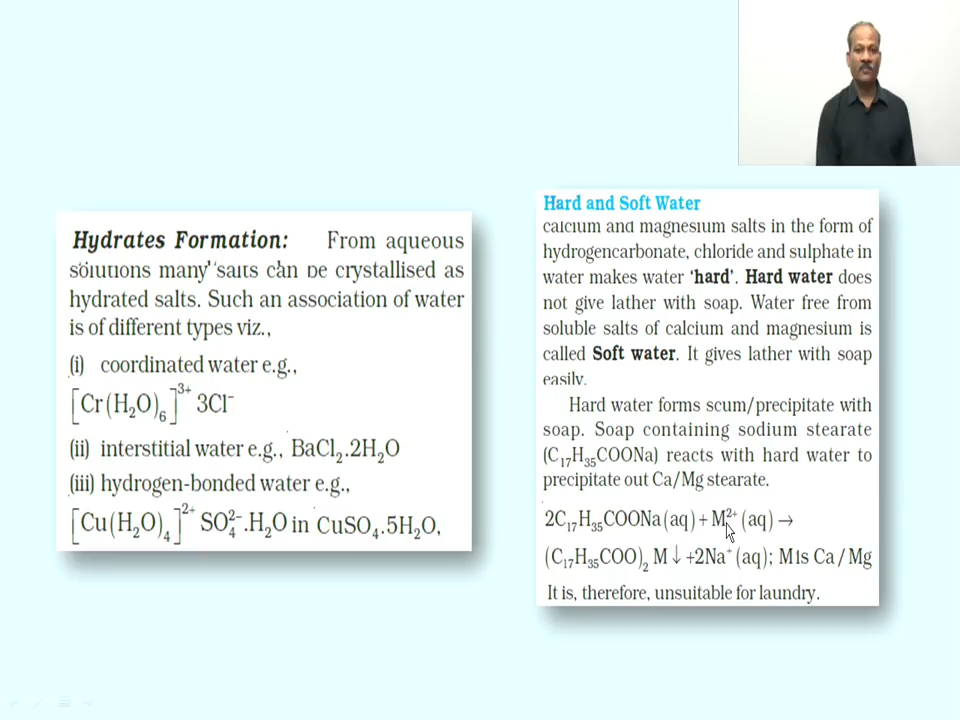 Hydrates Formation: From aqueous
solutions many salts can be crystallised as
hydrated salts. Such an association of water
is of different types viz.,
(i) coordinated water e.g.,
[Cr(H₂O)₆]³⁺ 3Cl⁻
(ii) interstitial water e.g., BaCl₂.2H₂O
(iii) hydrogen-bonded water e.g.,
[Cu(H₂O)₄]²⁺ SO₄²⁻.H₂O in CuSO₄.5H₂O,
Hard and Soft Water
calcium and magnesium salts in the form of
hydrogencarbonate, chloride and sulphate in
water makes water ‘hard’. Hard water does
not give lather with soap. Water free from
soluble salts of calcium and magnesium is
called Soft water. It gives lather with soap
easily.
Hard water forms scum/precipitate with
soap. Soap containing sodium stearate
(C₁₇H₃₅COONa) reacts with hard water to
precipitate out Ca/Mg stearate.
2C₁₇H₃₅COONa(aq) + M²⁺(aq) →
(C₁₇H₃₅COO)₂ M↓ +2Na⁺(aq); M is Ca/Mg
It is, therefore, unsuitable for laundry.